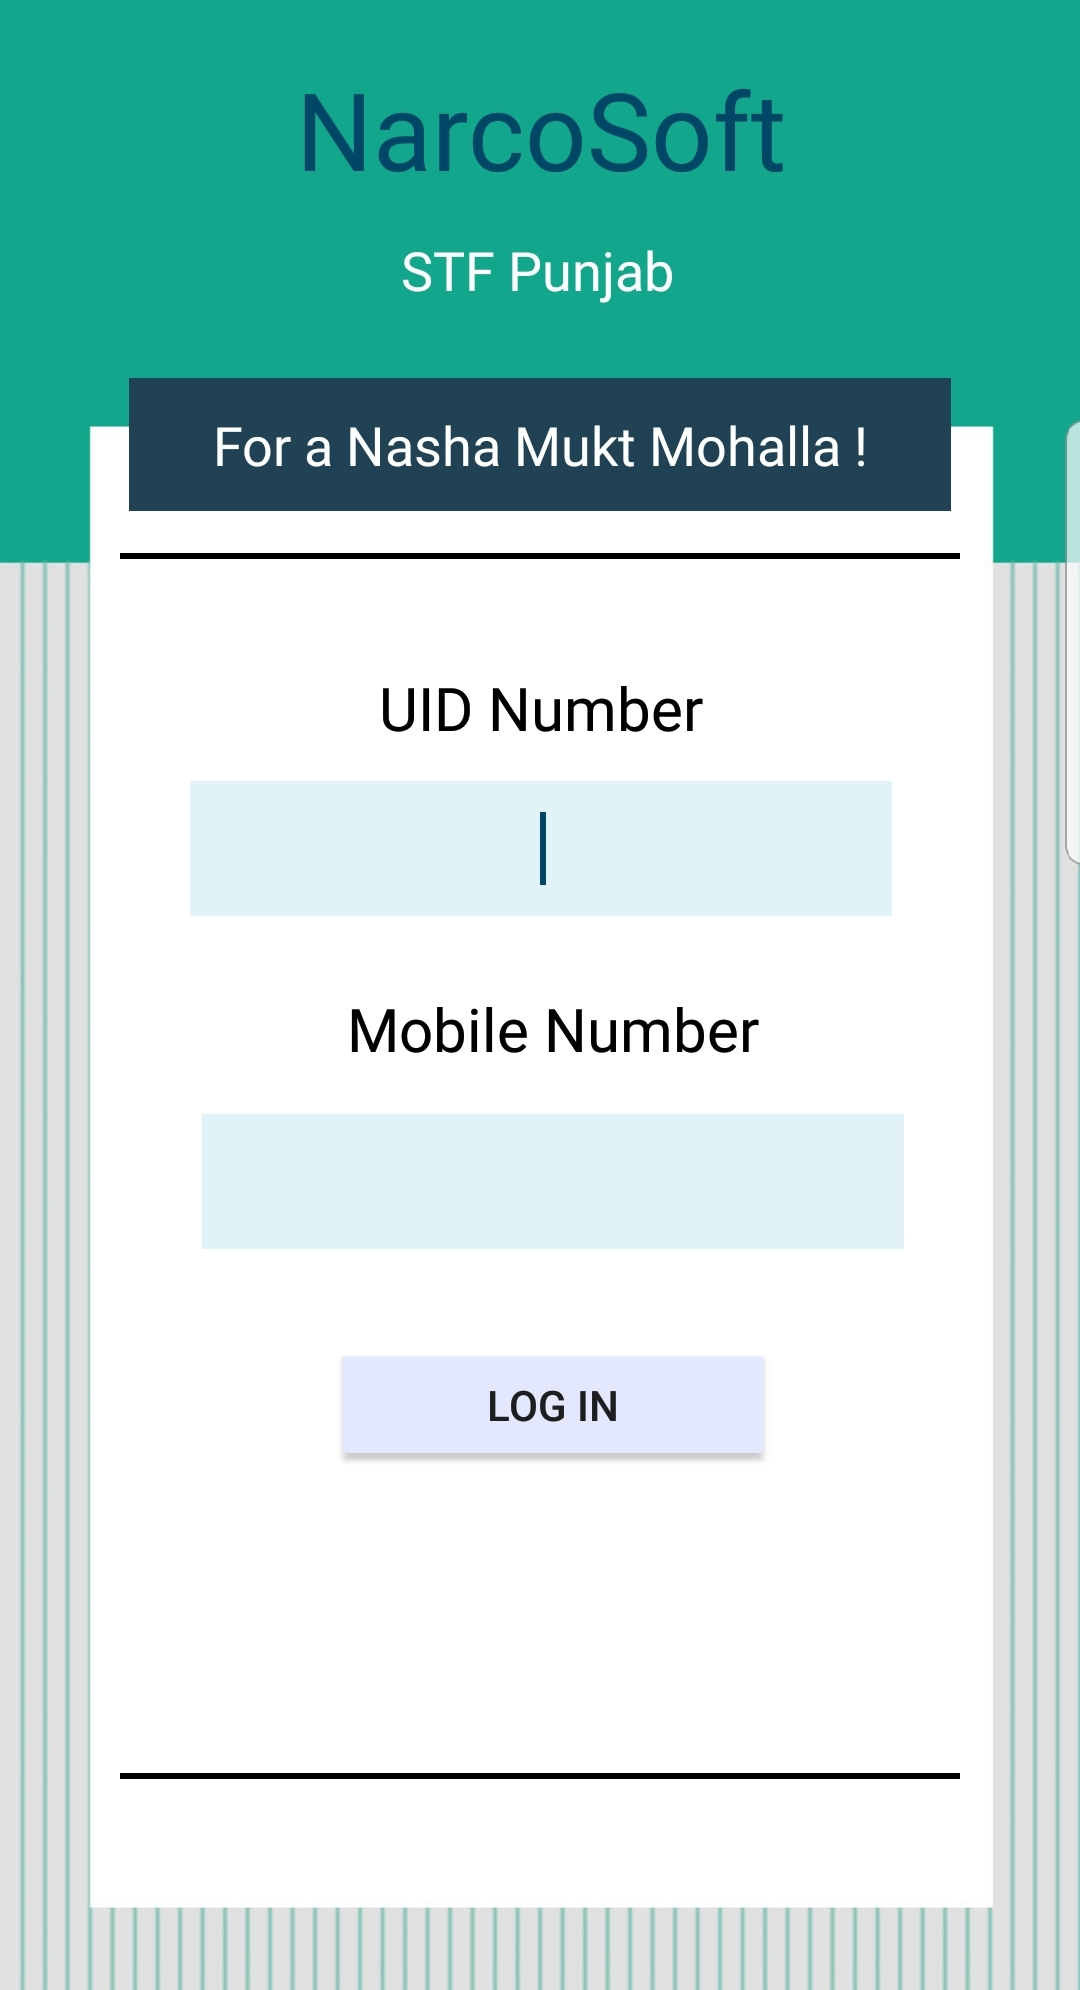 NarcoSoft
STF Punjab
For a Nasha Mukt Mohalla !
UID Number
Mobile Number
LOG IN